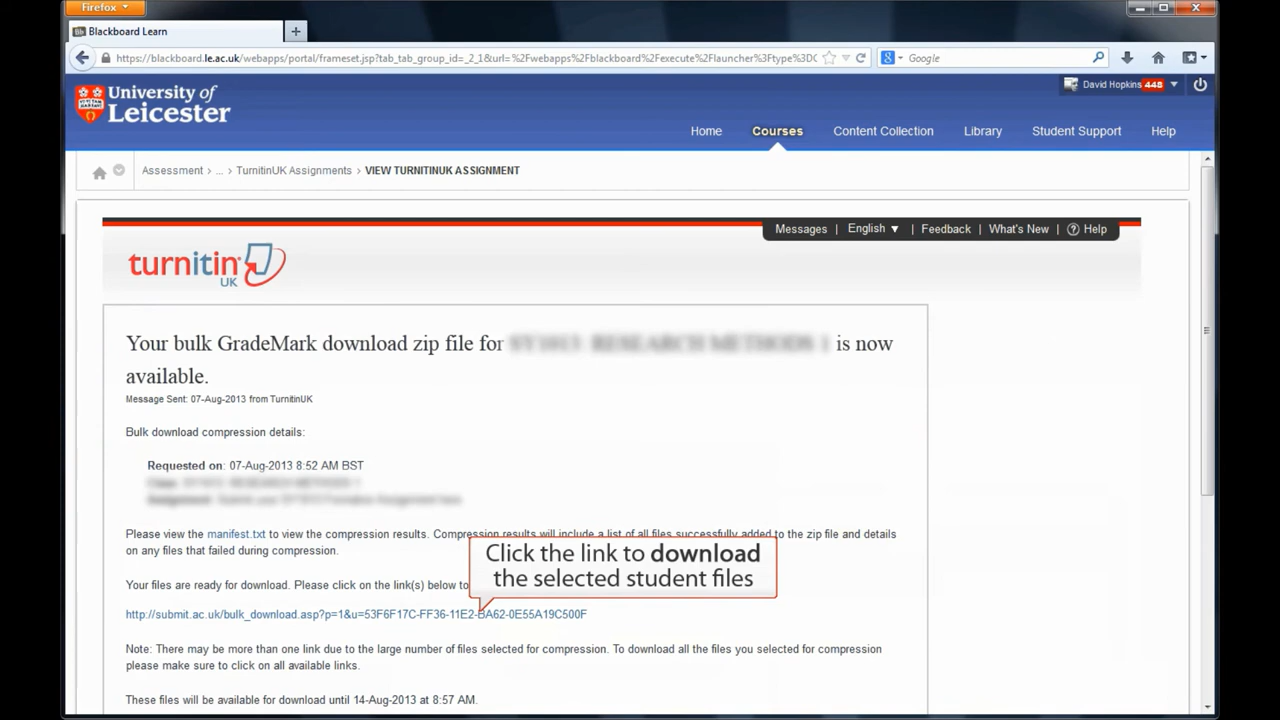 Firefox
Blackboard Learn
https://blackboard.le.ac.uk/webapps/portal/frameset.jsp?tab_tab_group_id=_2_1&url=%2Fwebapps%2Fblackboard%2Fexecute%2Flauncher%3Ftype%3DC
Google
University of
Leicester
David Hopkins 448
Home Courses Content Collection Library Student Support Help
Assessment > ... > TurnitinUK Assignments > VIEW TURNITINUK ASSIGNMENT
Messages | English ▼ | Feedback | What's New | ? Help
turnitin
UK
Your bulk GradeMark download zip file for SY1013: RESEARCH METHODS 1 is now
available.
Message Sent: 07-Aug-2013 from TurnitinUK
Bulk download compression details:
Requested on: 07-Aug-2013 8:52 AM BST
Please view the manifest.txt to view the compression results. Compression results will include a list of all files successfully added to the zip file and details
on any files that failed during compression.
Click the link to download
the selected student files
Your files are ready for download. Please click on the link(s) below to
http://submit.ac.uk/bulk_download.asp?p=1&u=53F6F17C-FF36-11E2-BA62-0E55A19C500F
Note: There may be more than one link due to the large number of files selected for compression. To download all the files you selected for compression
please make sure to click on all available links.
These files will be available for download until 14-Aug-2013 at 8:57 AM.